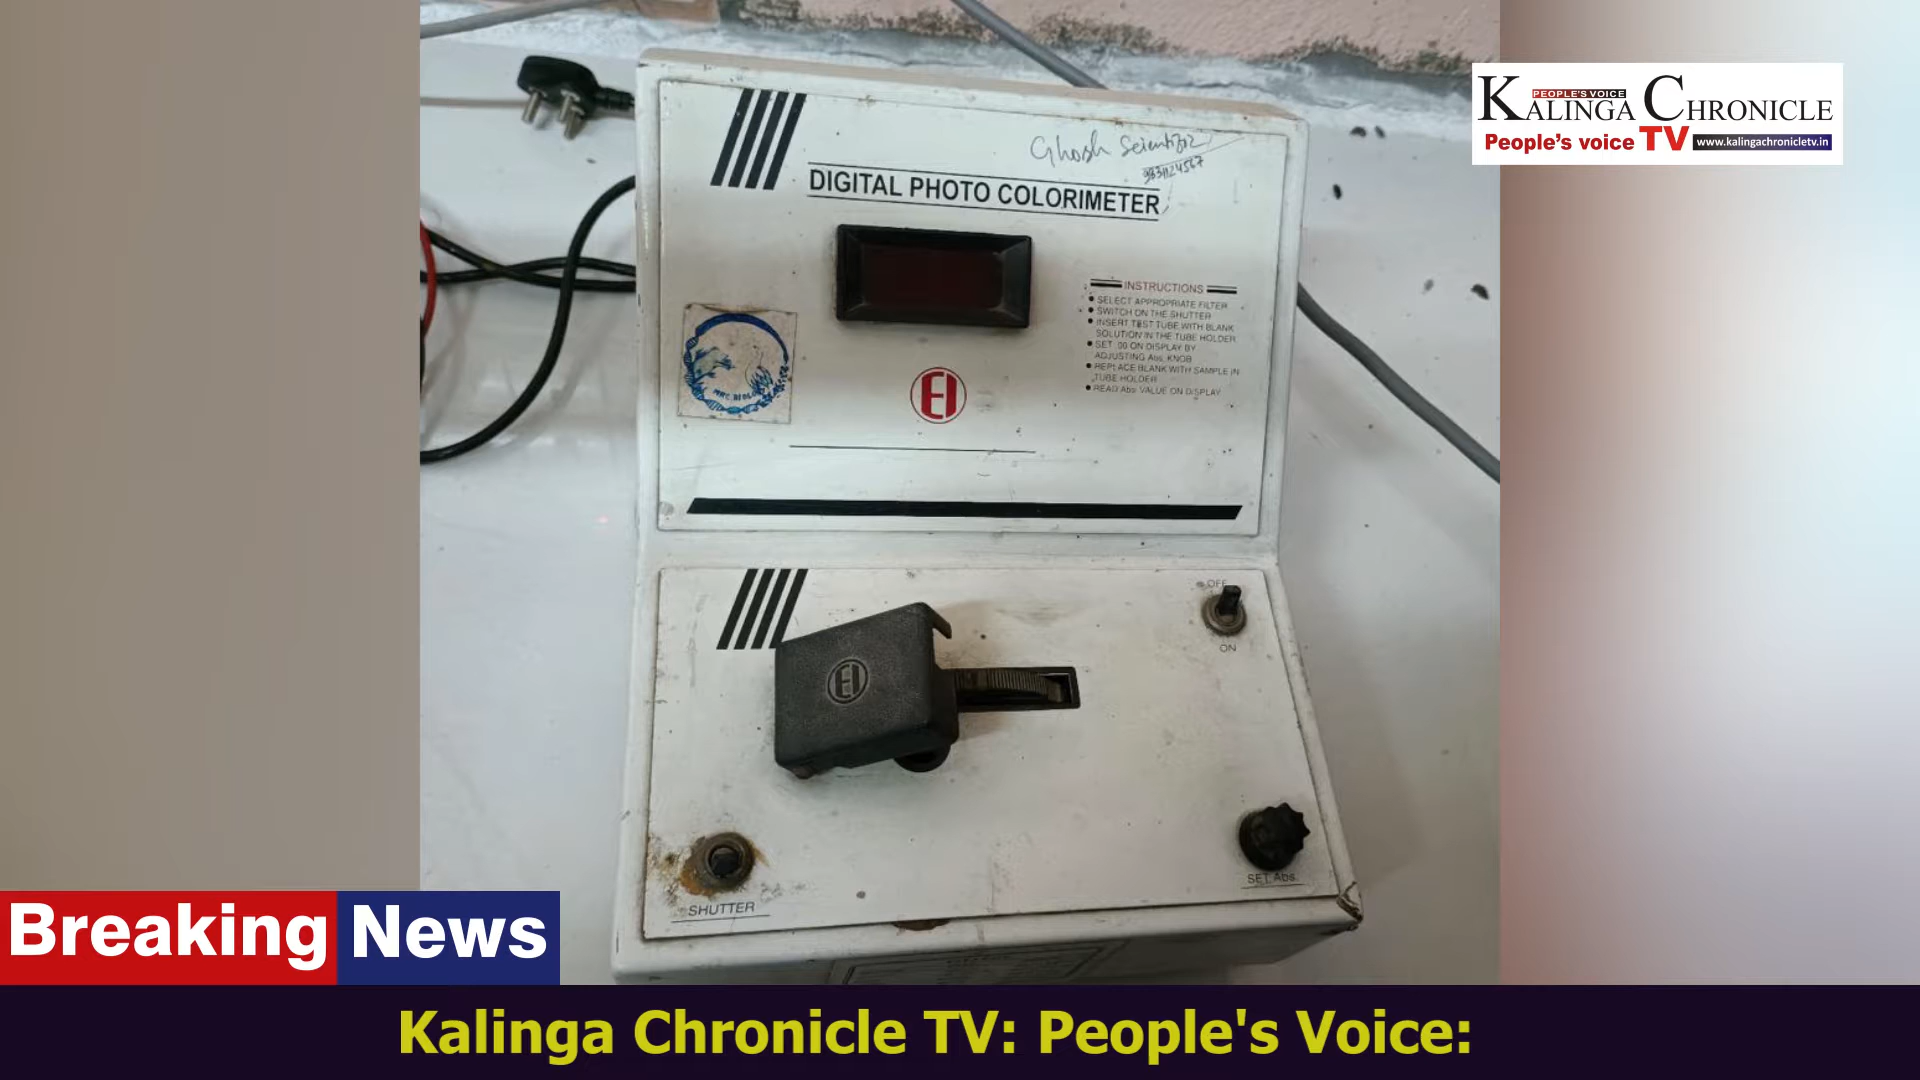 PEOPLE'S VOICE
KALINGA CHRONICLE
People's voice TV www.kalingachronicletv.in
Ghosh Scientific
DIGITAL PHOTO COLORIMETER
INSTRUCTIONS
• SELECT APPROPRIATE FILTER
• SWITCH ON THE SHUTTER
• INSERT TEST TUBE WITH BLANK
SOLUTION IN THE TUBE HOLDER
• SET .00 ON DISPLAY BY
ADJUSTING Abs. KNOB
• REPLACE BLANK WITH SAMPLE IN
TUBE HOLDER
• READ Abs VALUE ON DISPLAY
EI
OFF
ON
EI
SET Abs.
SHUTTER
Breaking News
Kalinga Chronicle TV: People's Voice: